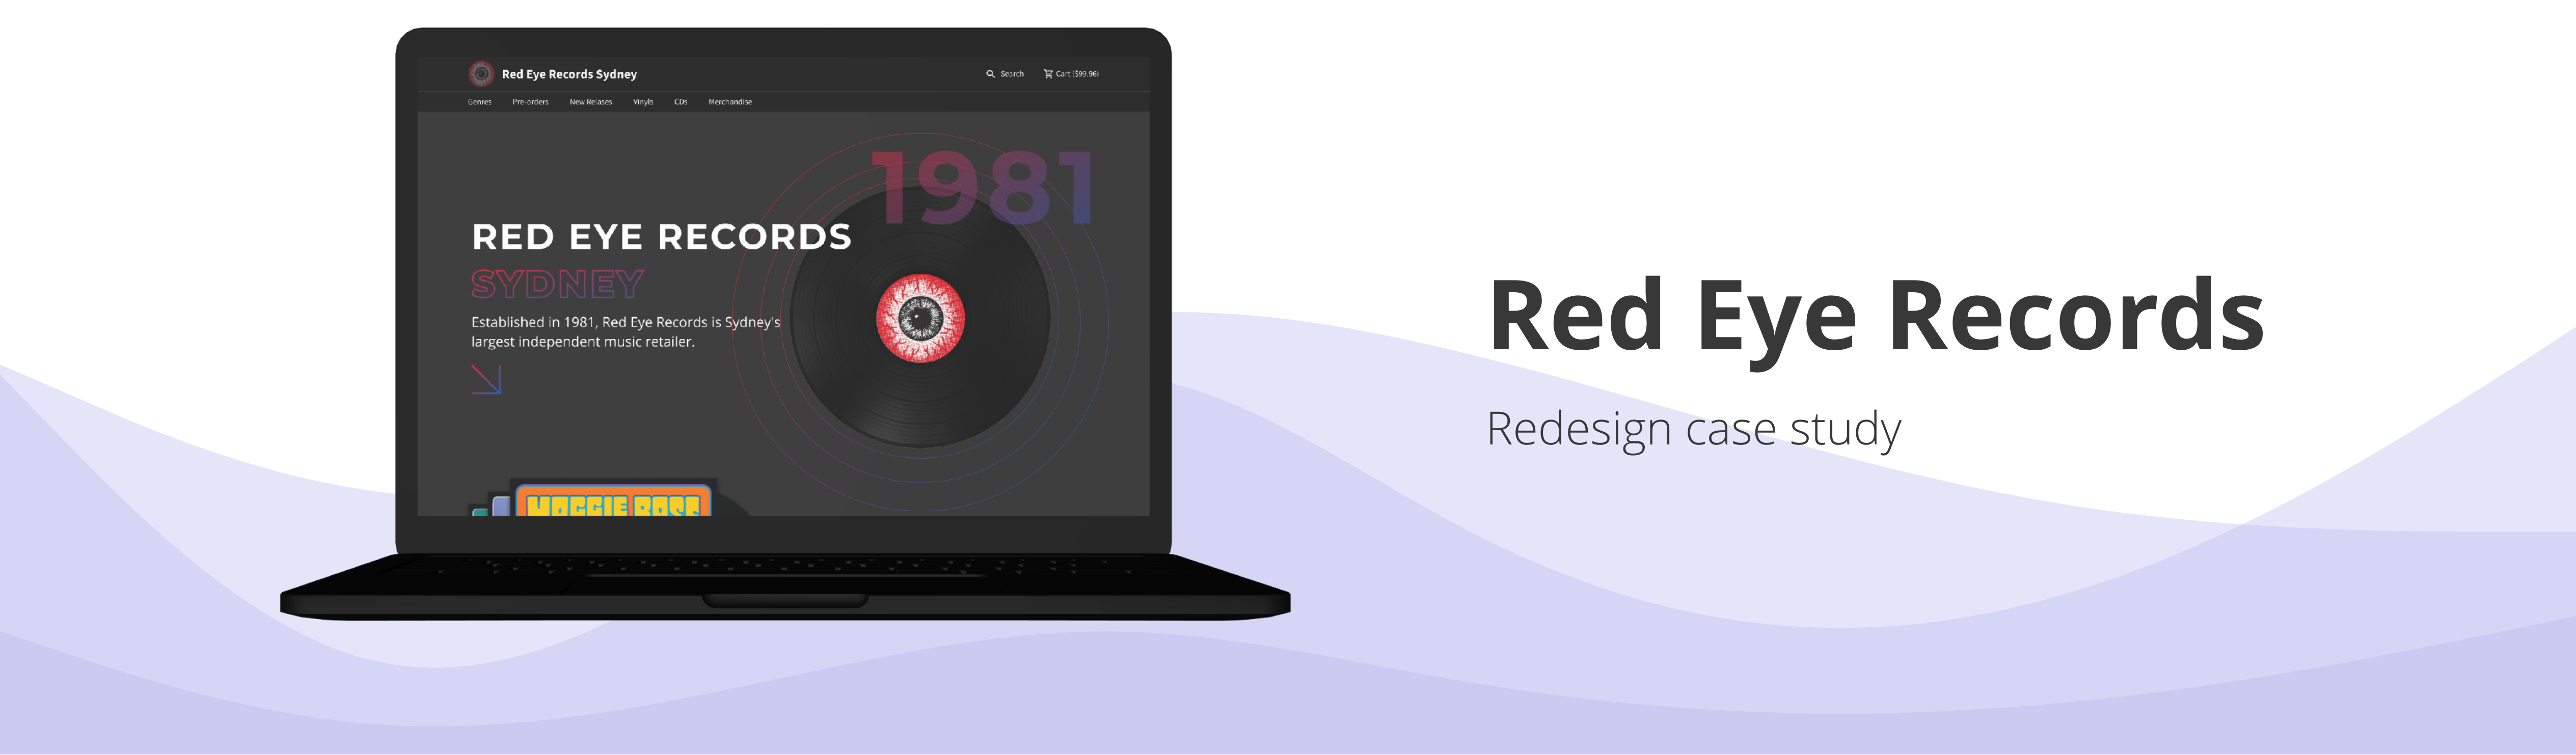 Red Eye Records Sydney
Search
Cart ($99.96)
Genres
Pre-orders
New Relases
Vinyls
CDs
Merchandise
1981
RED EYE RECORDS
SYDNEY
Established in 1981, Red Eye Records is Sydney's
largest independent music retailer.
Red Eye Records
Redesign case study